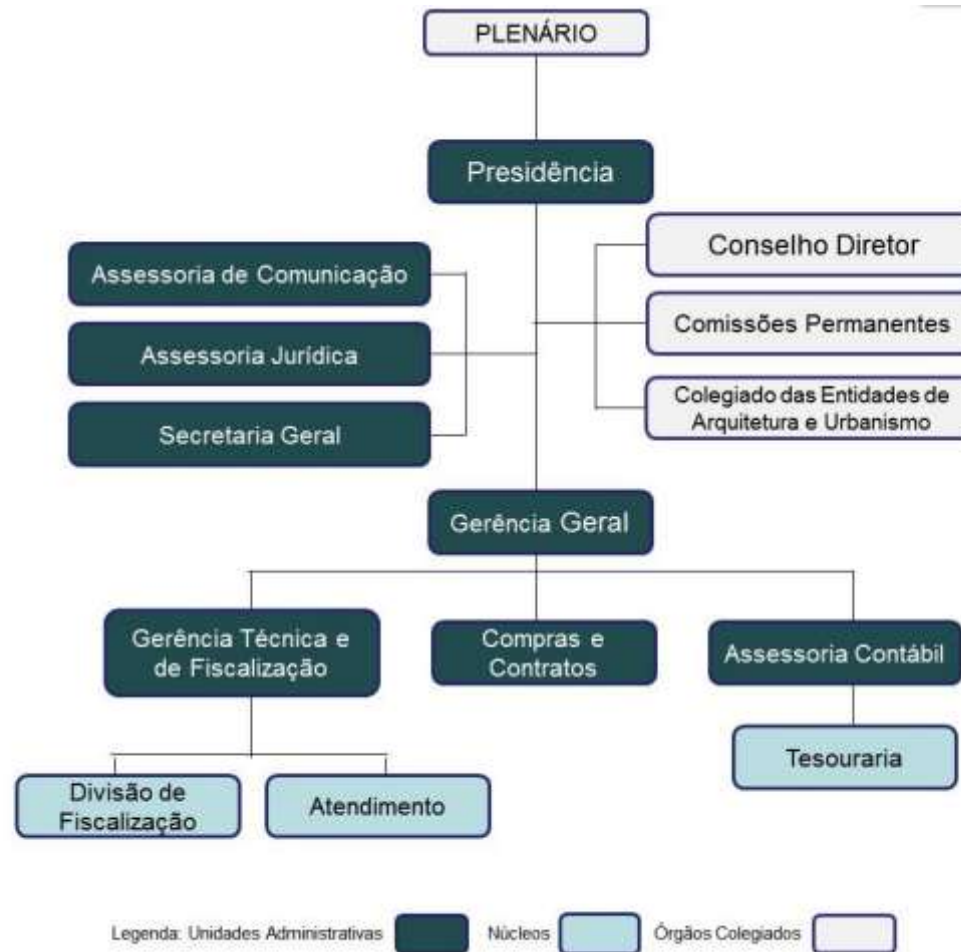 PLENÁRIO
Presidência
Conselho Diretor
Assessoria de Comunicação
Comissões Permanentes
Assessoria Jurídica
Colegiado das Entidades de
Arquitetura e Urbanismo
Secretaria Geral
Gerência Geral
Gerência Técnica e
de Fiscalização
Compras e
Contratos
Assessoria Contábil
Tesouraria
Divisão de
Fiscalização
Atendimento
Legenda: Unidades Administrativas Núcleos Órgãos Colegiados